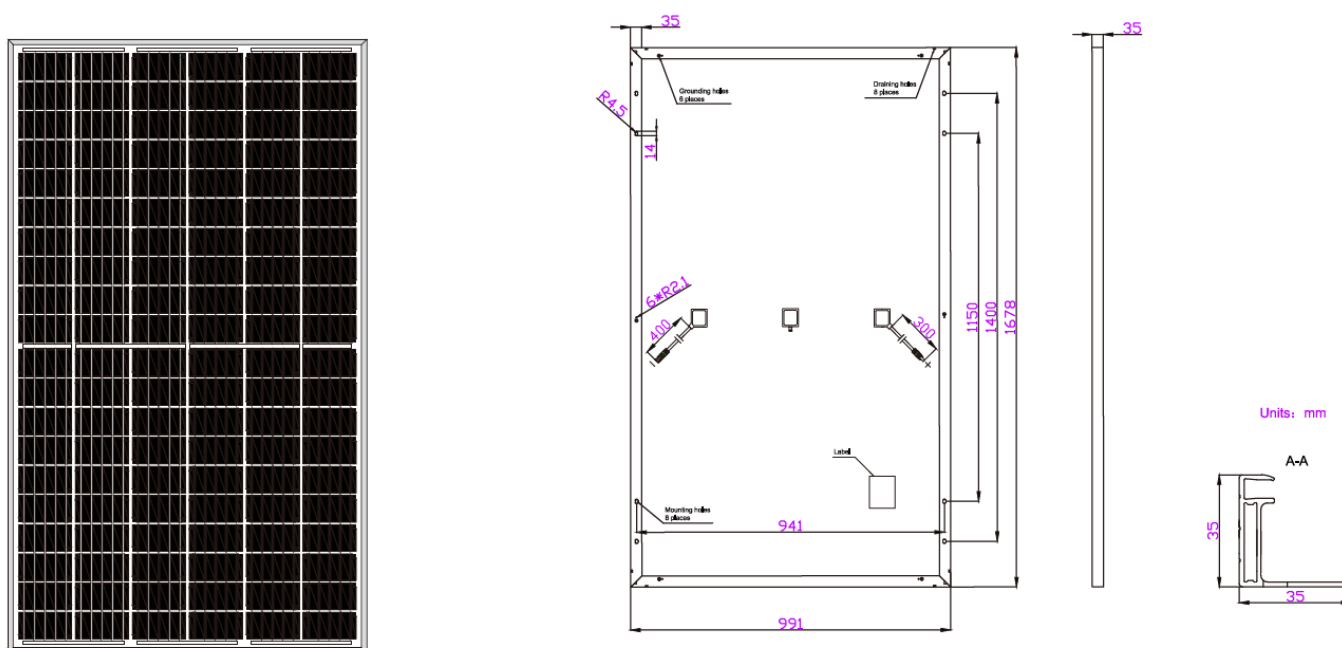 35
35
Grounding holes
6 places
Draining holes
8 places
R4.5
14
6*R2.1
400
300
1150
1400
1678
Units: mm
A-A
Label
Mounting holes
8 places
941
35
991
35